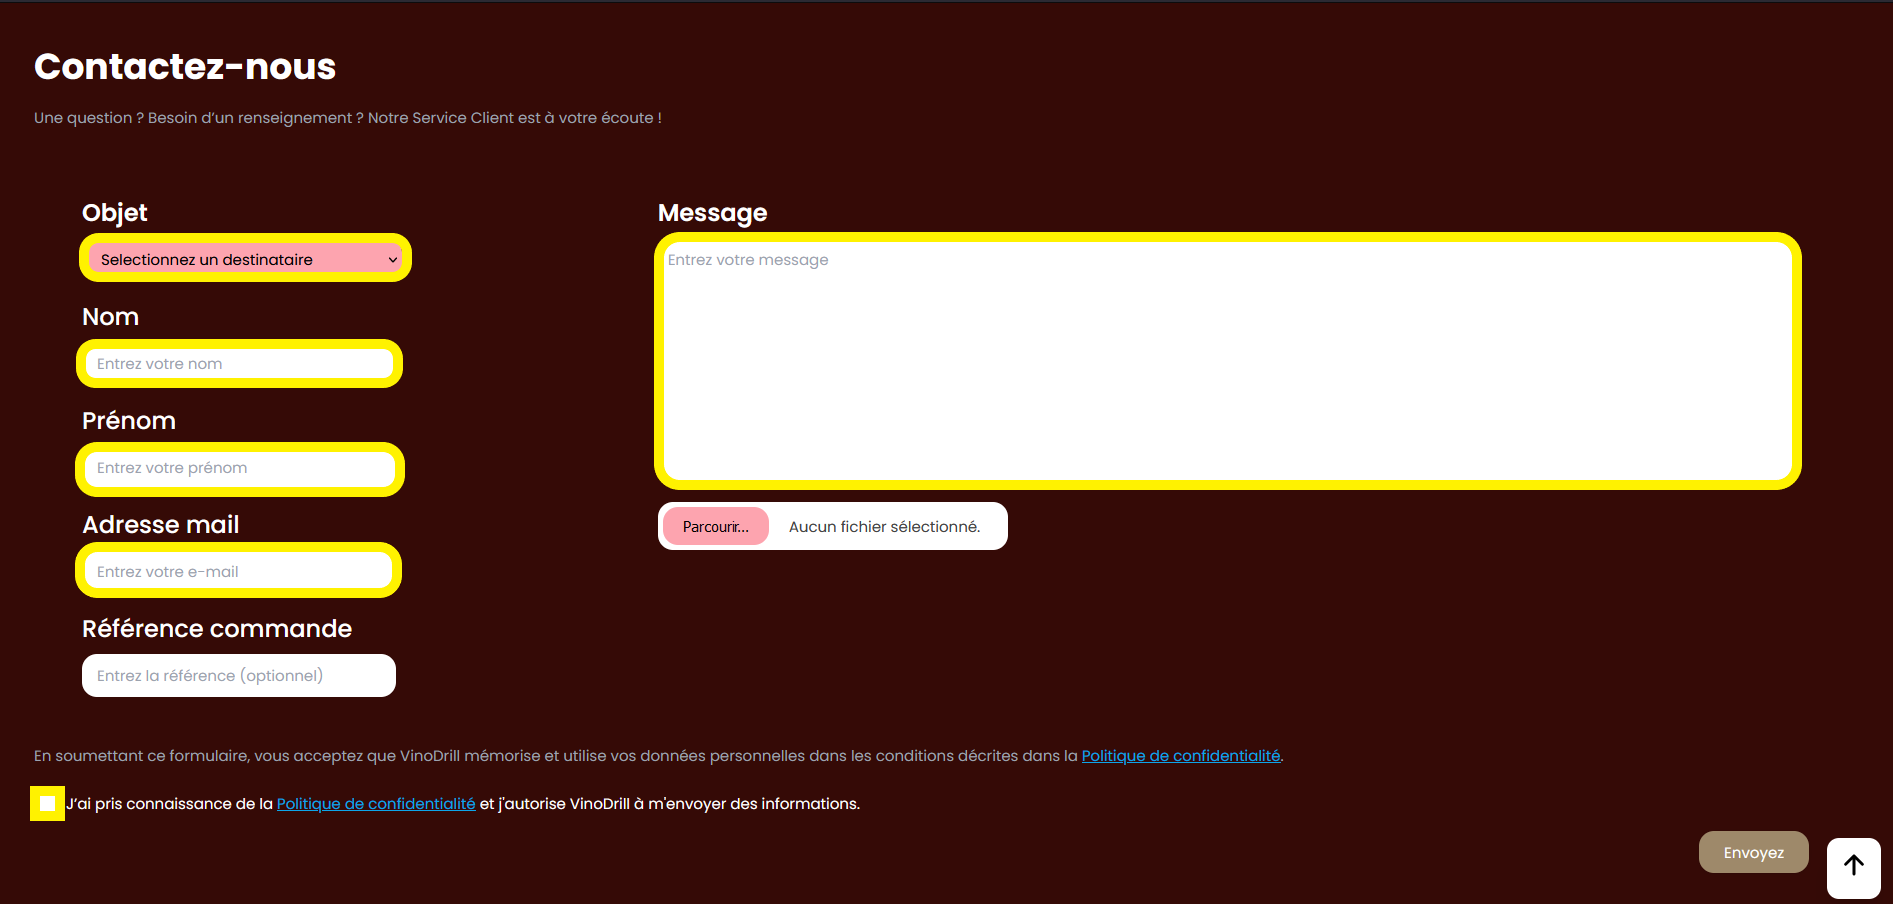 Contactez-nous
Une question ? Besoin d’un renseignement ? Notre Service Client est à votre écoute !
Objet
Selectionnez un destinataire
Nom
Entrez votre nom
Prénom
Entrez votre prénom
Adresse mail
Entrez votre e-mail
Référence commande
Entrez la référence (optionnel)
Message
Entrez votre message
Parcourir...
Aucun fichier sélectionné.
En soumettant ce formulaire, vous acceptez que VinoDrill mémorise et utilise vos données personnelles dans les conditions décrites dans la Politique de confidentialité.
J’ai pris connaissance de la Politique de confidentialité et j'autorise VinoDrill à m'envoyer des informations.
Envoyez